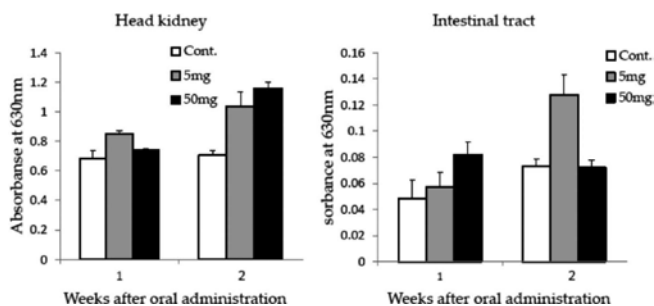 Head kidney
1.4
1.2
1
0.8
0.6
0.4
0.2
0
Absorbanse at 630nm
Cont.
5mg
50mg
1
2
Weeks after oral administration
Intestinal tract
0.16
0.14
0.12
0.10
0.08
0.06
0.04
0.02
0
sorbance at 630nm
Cont.
5mg
50mg
1
2
Weeks after oral administration